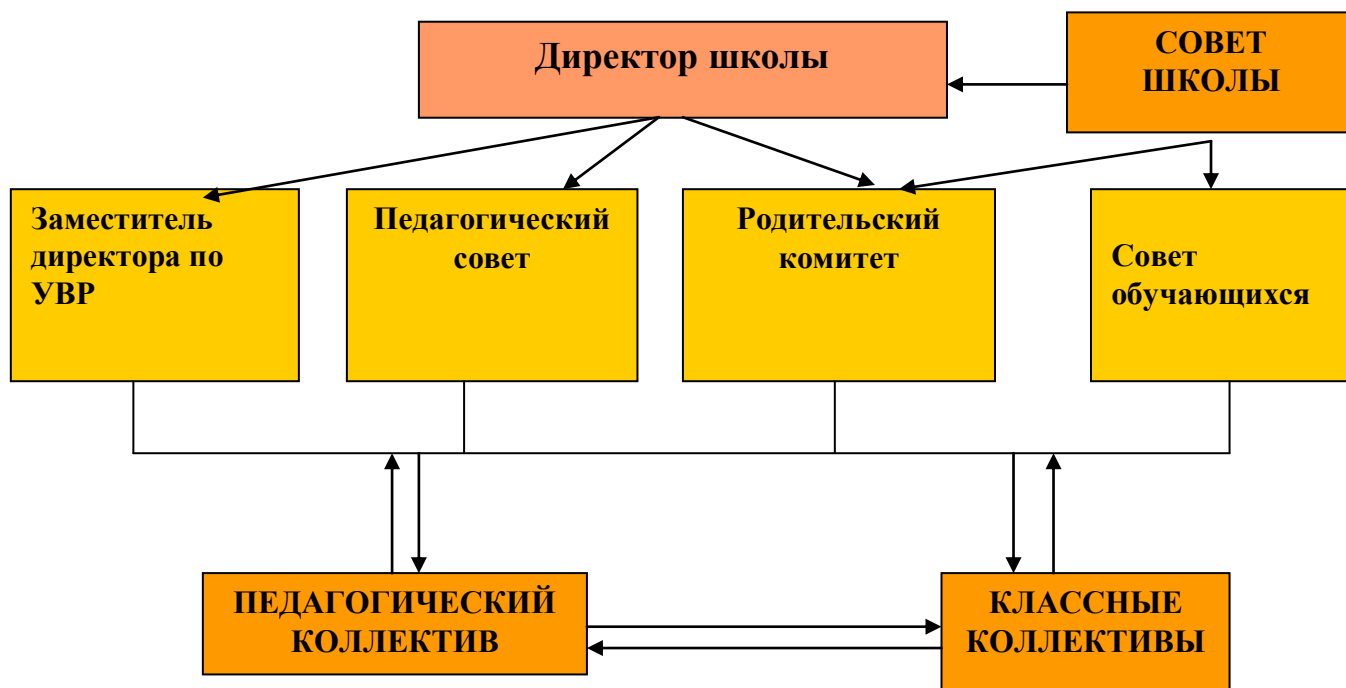 Директор школы
СОВЕТ
ШКОЛЫ
Заместитель
директора по
УВР
Педагогический
совет
Родительский
комитет
Совет
обучающихся
ПЕДАГОГИЧЕСКИЙ
КОЛЛЕКТИВ
КЛАССНЫЕ
КОЛЛЕКТИВЫ